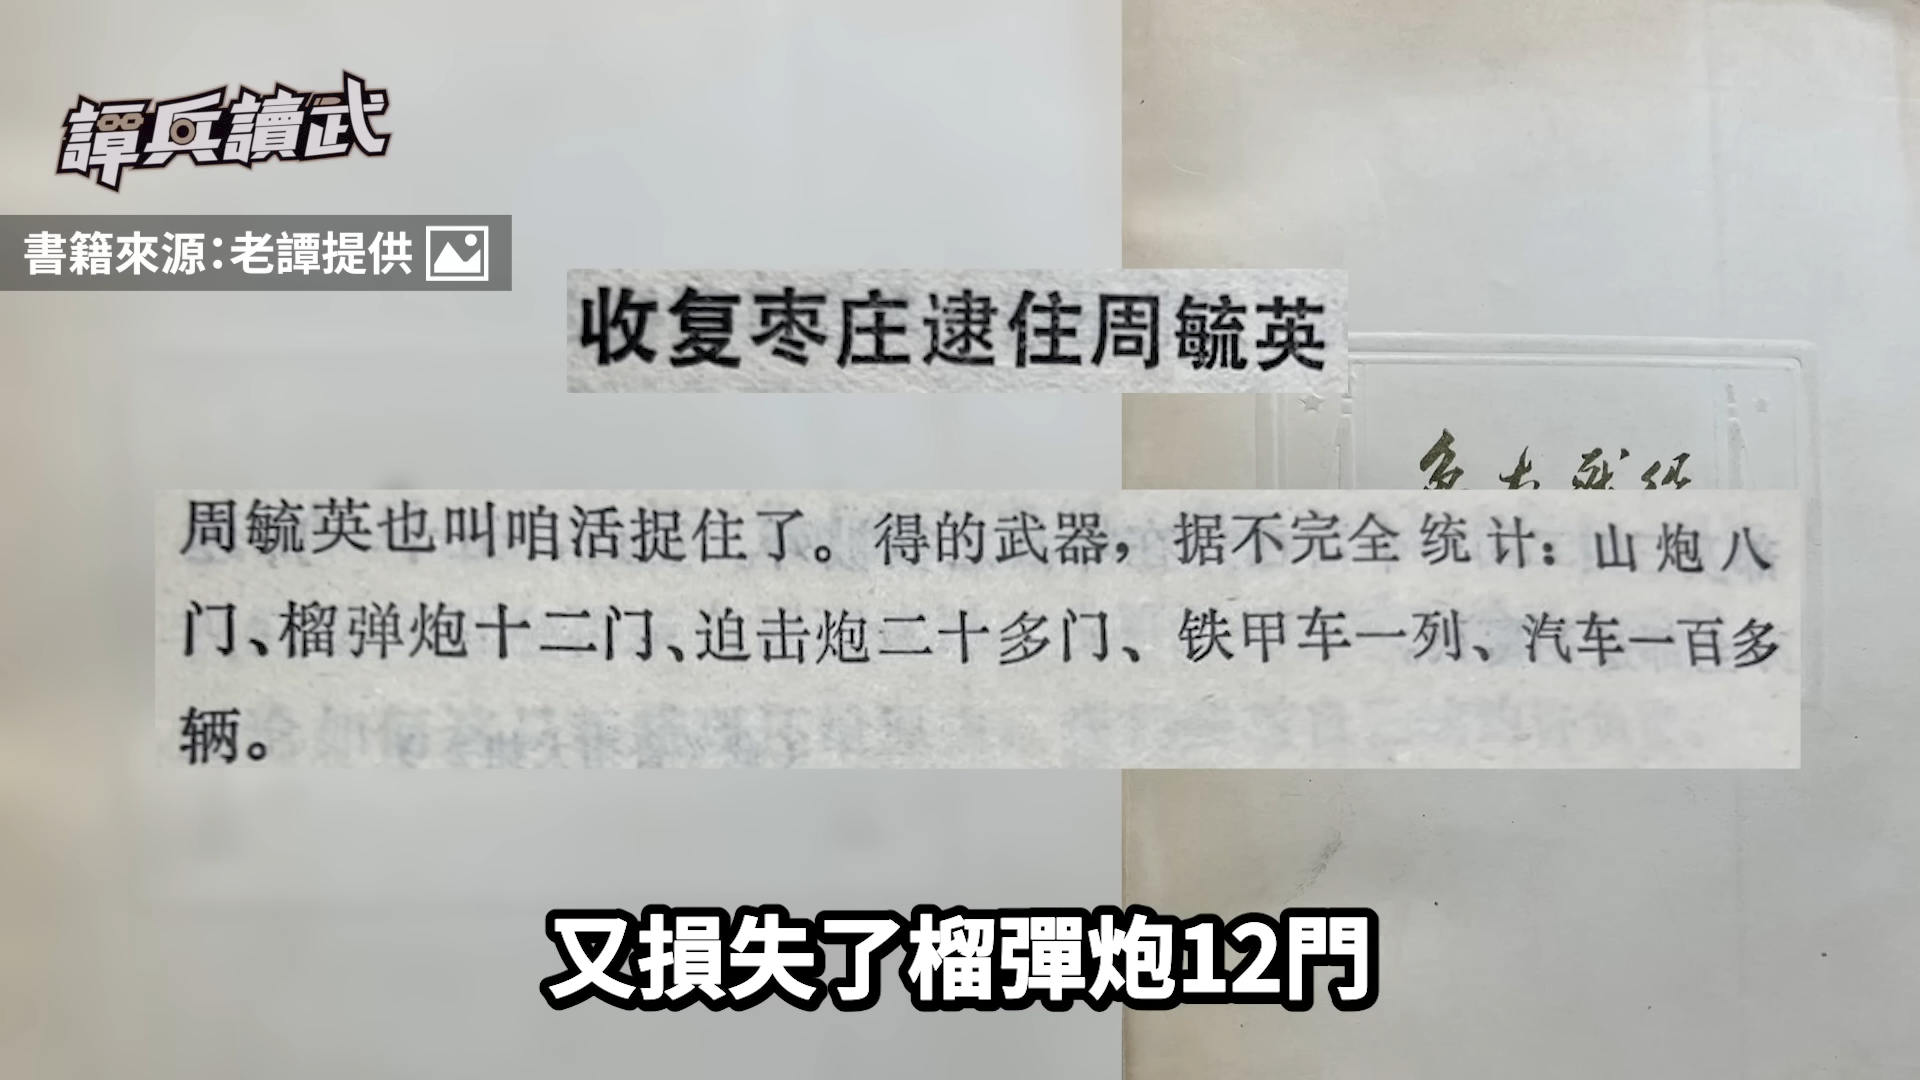 譚兵讀武
書籍來源：老譚提供
收复枣庄逮住周毓英
周毓英也叫咱活捉住了。得的武器，据不完全统计：山炮八
门、榴弹炮十二门、迫击炮二十多门、铁甲车一列、汽车一百多
辆。
又損失了榴彈炮12門